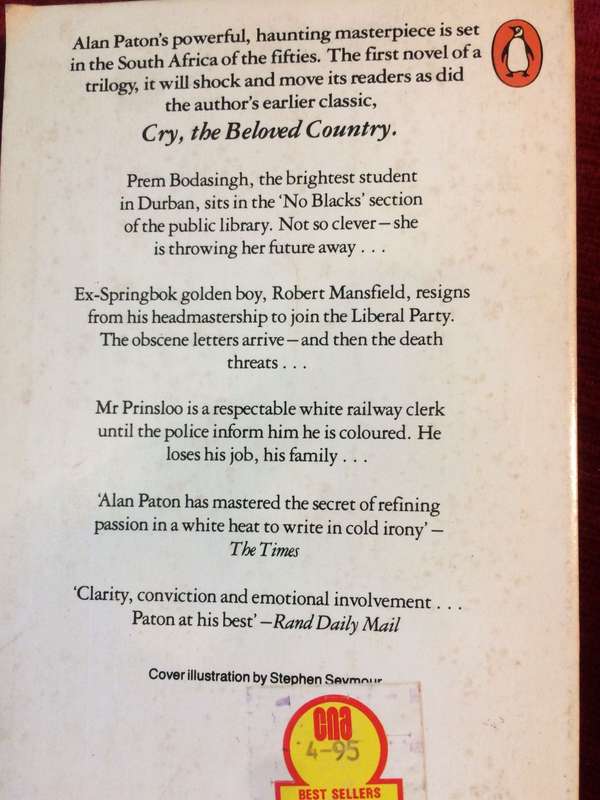 Alan Paton's powerful, haunting masterpiece is set
in the South Africa of the fifties. The first novel of a
trilogy, it will shock and move its readers as did
the author's earlier classic,
Cry, the Beloved Country.
Prem Bodasingh, the brightest student
in Durban, sits in the 'No Blacks' section
of the public library. Not so clever—she
is throwing her future away . . .
Ex-Springbok golden boy, Robert Mansfield, resigns
from his headmastership to join the Liberal Party.
The obscene letters arrive—and then the death
threats . . .
Mr Prinsloo is a respectable white railway clerk
until the police inform him he is coloured. He
loses his job, his family . . .
'Alan Paton has mastered the secret of refining
passion in a white heat to write in cold irony'—
The Times
'Clarity, conviction and emotional involvement . . .
Paton at his best'—Rand Daily Mail
Cover illustration by Stephen Seymour
cna
4-95
BEST SELLERS